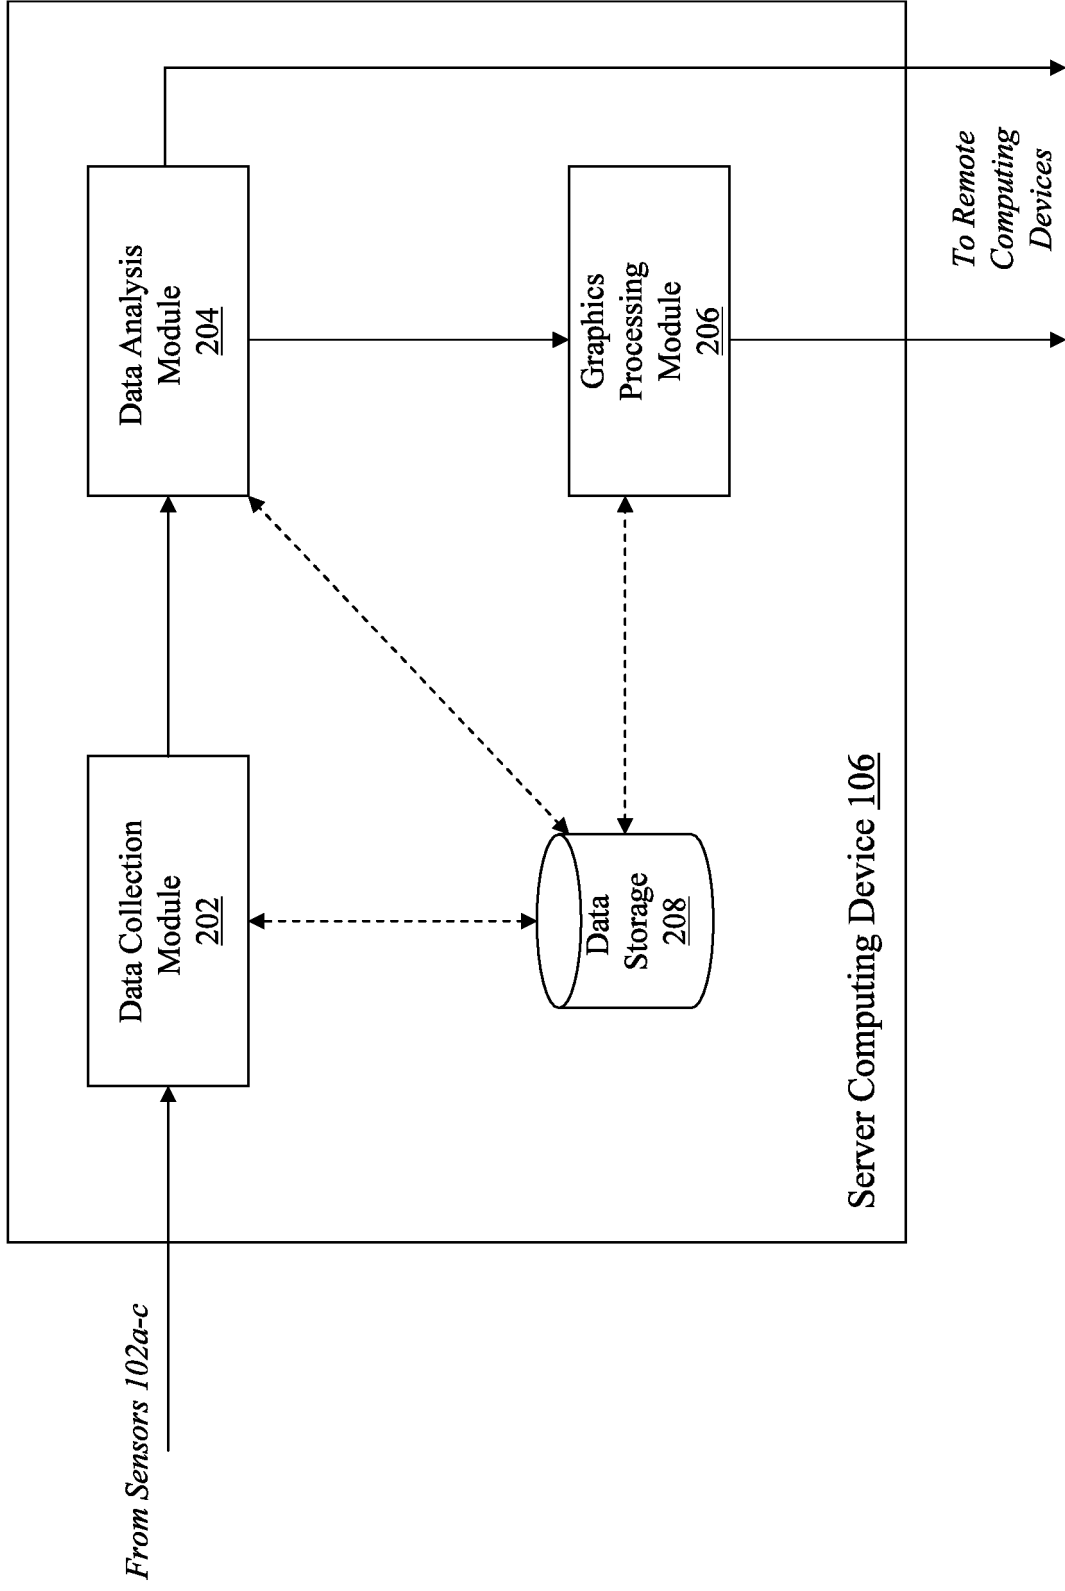 From Sensors 102a-c
Data Collection
Module
202
Data Analysis
Module
204
Data
Storage
208
Graphics
Processing
Module
206
Server Computing Device 106
To Remote
Computing
Devices